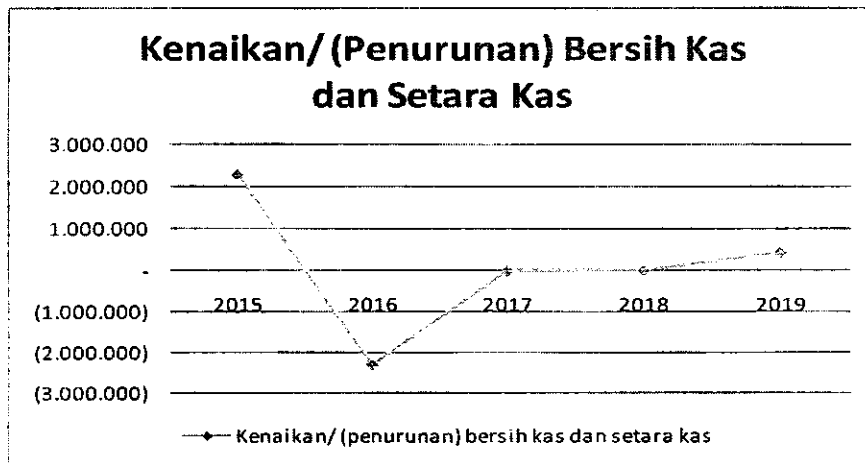 Kenaikan/ (Penurunan) Bersih Kas
dan Setara Kas
3.000.000
2.000.000
1.000.000
-
(1.000.000)
(2.000.000)
(3.000.000)
2015 2016 2017 2018 2019
Kenaikan/ (penurunan) bersih kas dan setara kas